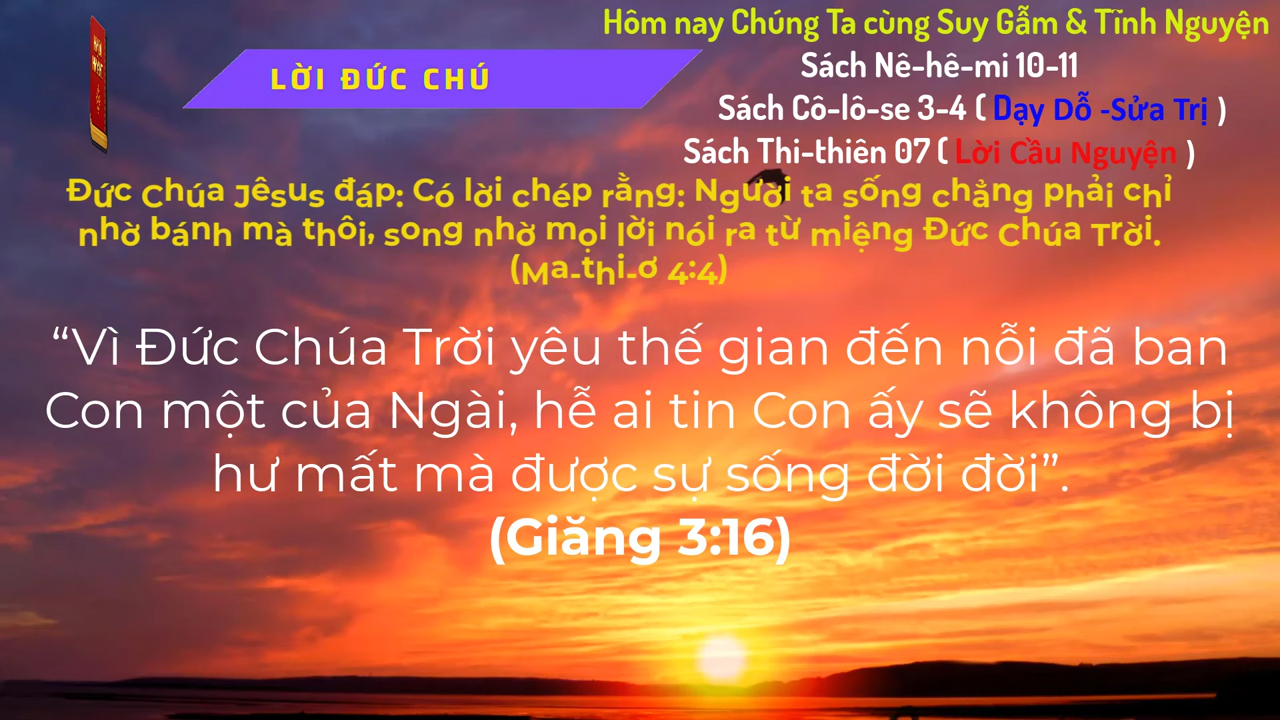 Hôm nay Chúng Ta cùng Suy Gẫm & Tĩnh Nguyện
LỜI ĐỨC CHÚ
Sách Nê-hê-mi 10-11
Sách Cô-lô-se 3-4 ( Dạy Dỗ -Sửa Trị )
Sách Thi-thiên 07 ( Lời Cầu Nguyện )
Đức Chúa Jêsus đáp: Có lời chép rằng: Người ta sống chẳng phải chỉ
nhờ bánh mà thôi, song nhờ mọi lời nói ra từ miệng Đức Chúa Trời.
(Ma-thi-ơ 4:4)
“Vì Đức Chúa Trời yêu thế gian đến nỗi đã ban
Con một của Ngài, hễ ai tin Con ấy sẽ không bị
hư mất mà được sự sống đời đời”.
(Giăng 3:16)